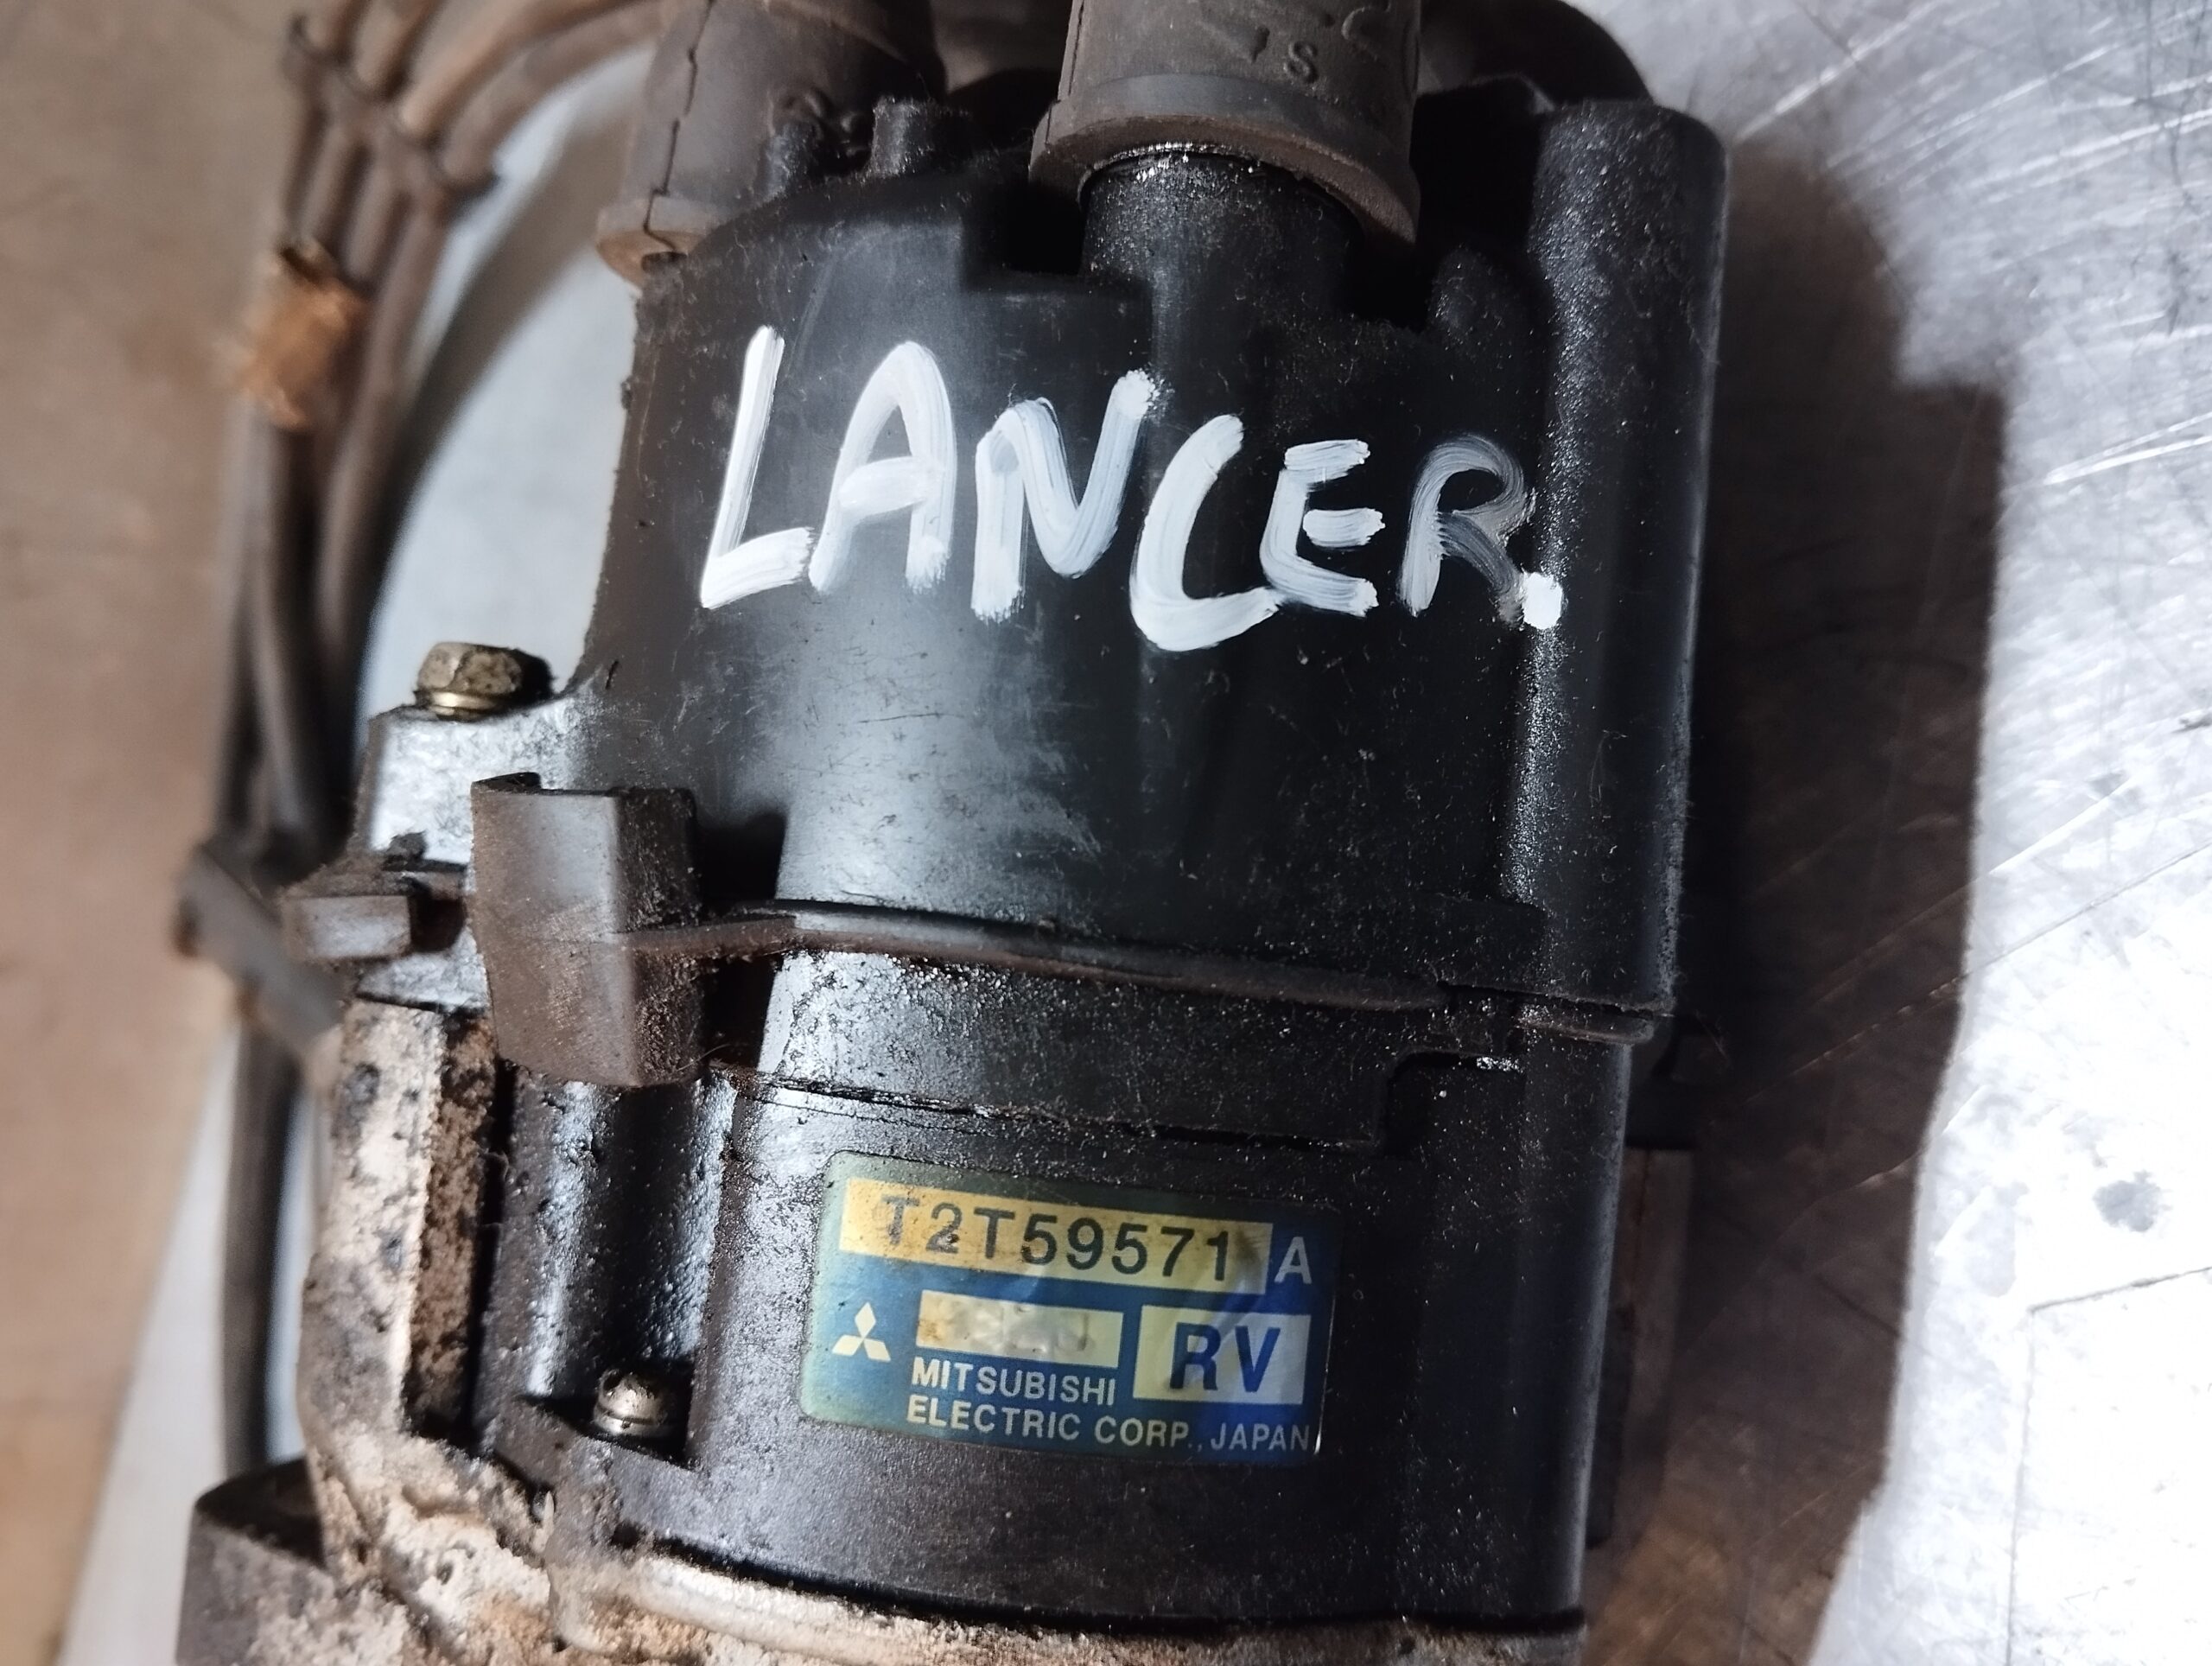 LANCER.
T2T59571 A
RV
MITSUBISHI
ELECTRIC CORP., JAPAN